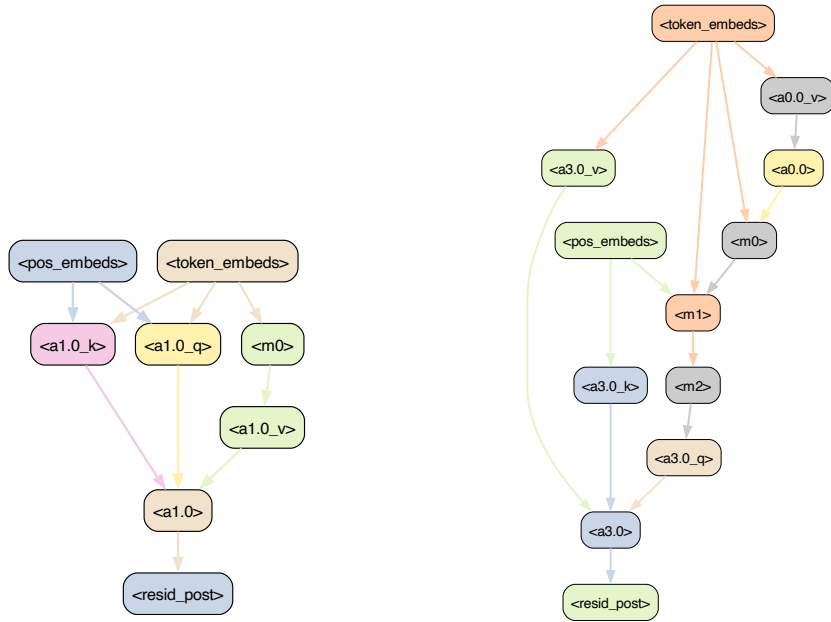 <pos_embeds>
<token_embeds>
<a1.0_k>
<a1.0_q>
<m0>
<a1.0_v>
<a1.0>
<resid_post>
<token_embeds>
<a0.0_v>
<a3.0_v>
<a0.0>
<pos_embeds>
<m0>
<m1>
<a3.0_k>
<m2>
<a3.0_q>
<a3.0>
<resid_post>